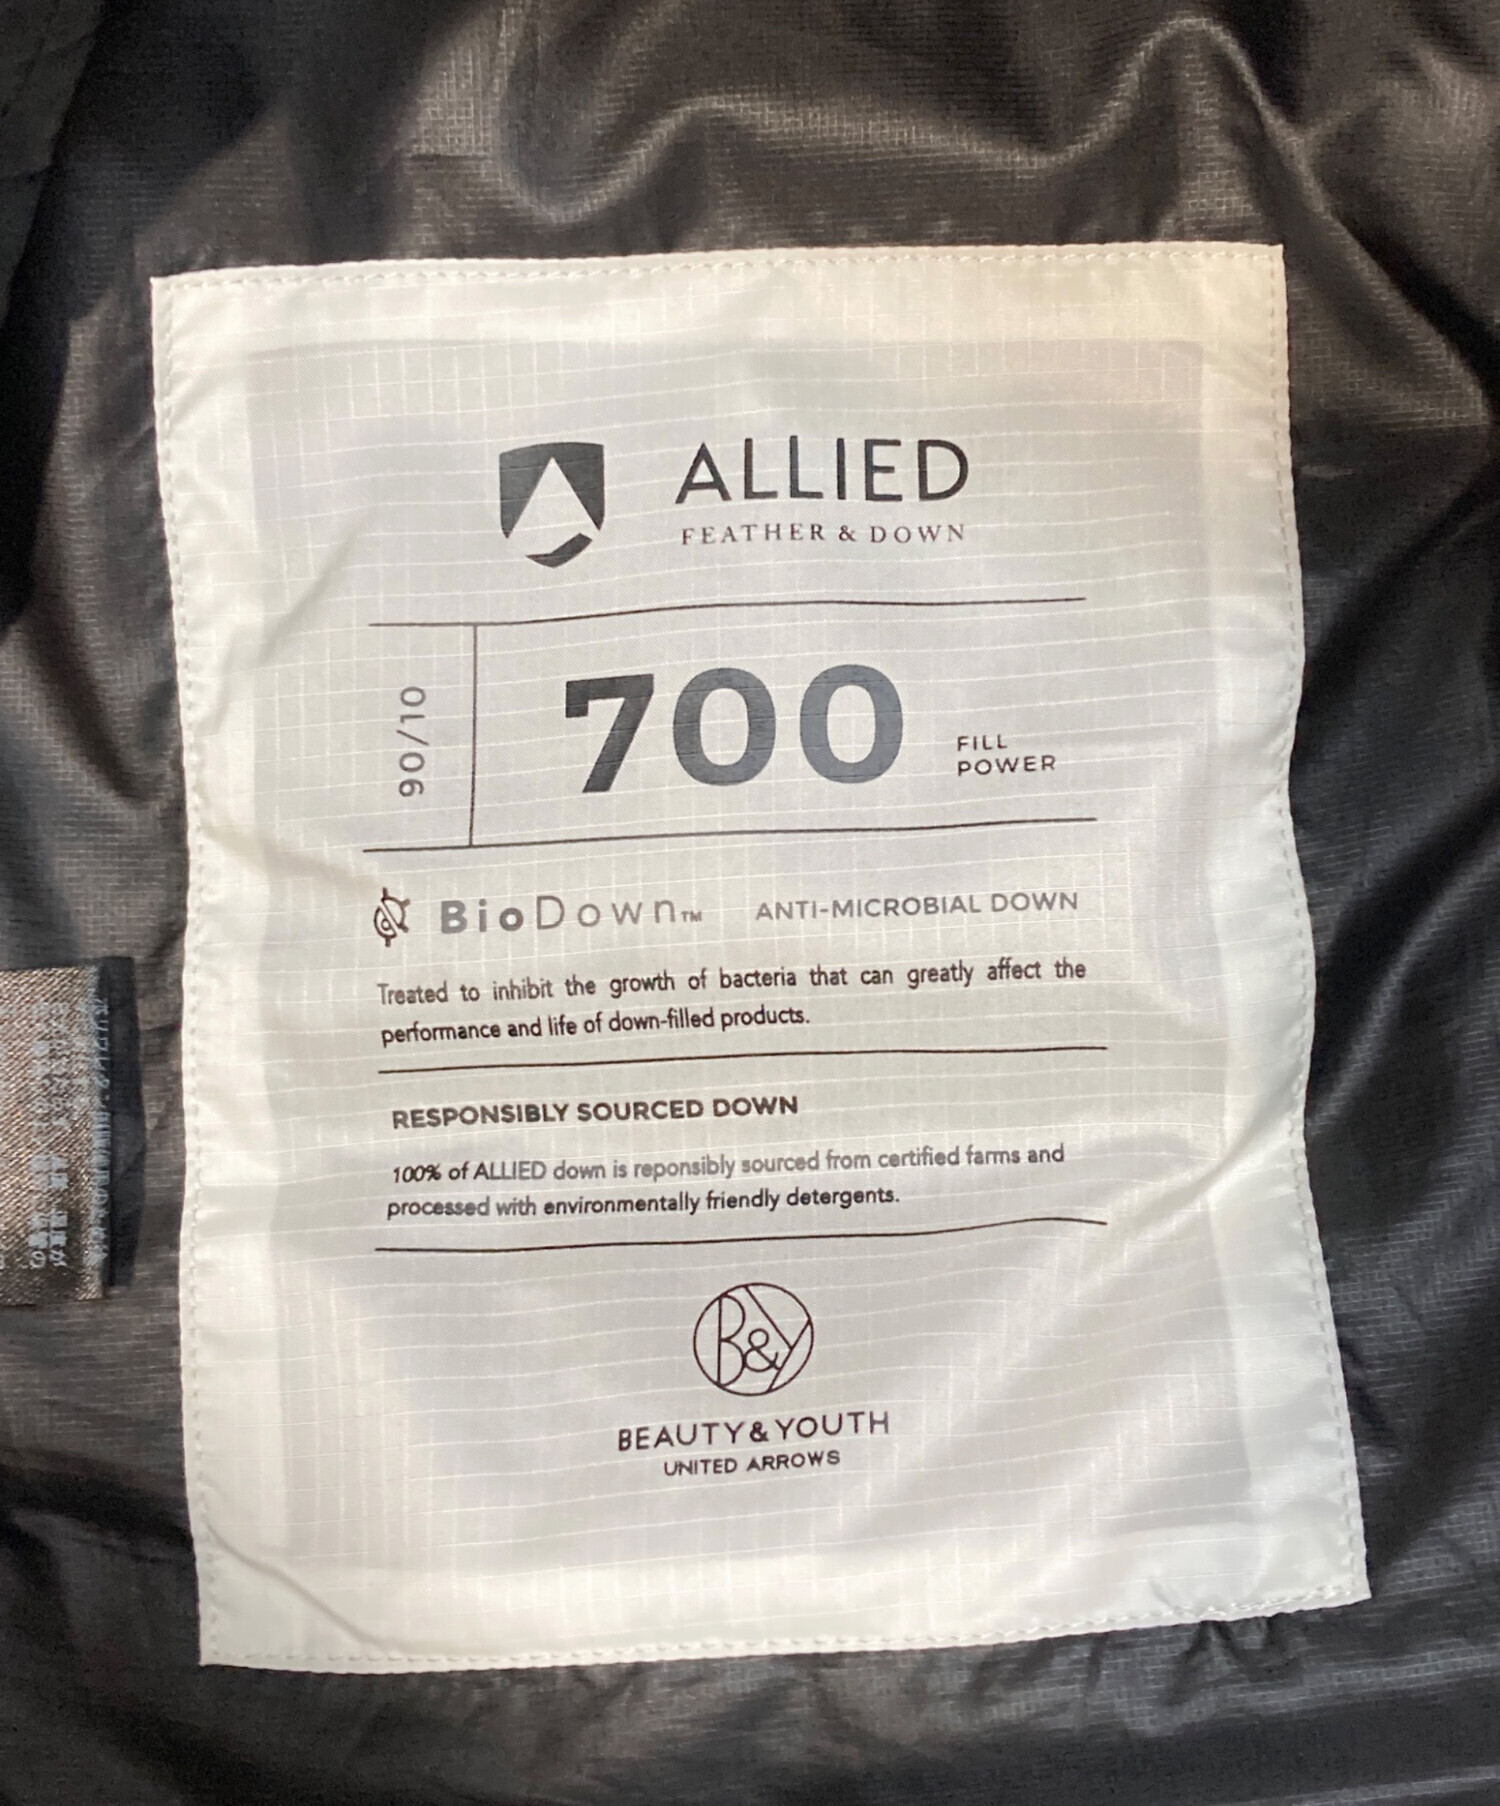 ALLIED
FEATHER & DOWN
90/10
700
FILL
POWER
BioDown™ ANTI-MICROBIAL DOWN
Treated to inhibit the growth of bacteria that can greatly affect the
performance and life of down-filled products.
RESPONSIBLY SOURCED DOWN
100% of ALLIED down is reponsibly sourced from certified farms and
processed with environmentally friendly detergents.
B&Y
BEAUTY&YOUTH
UNITED ARROWS